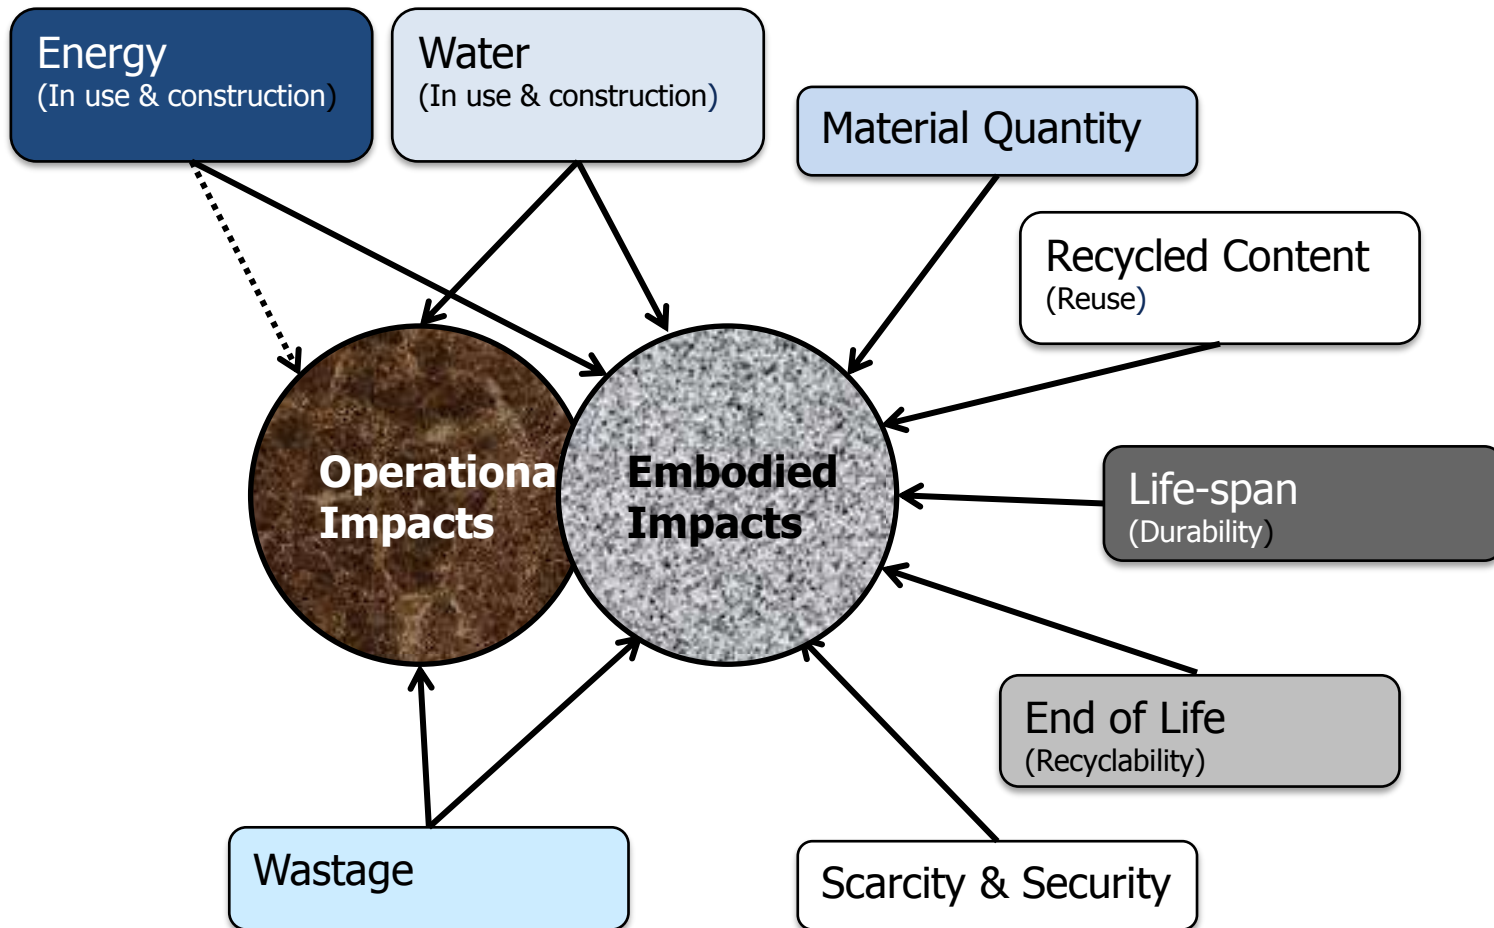 Energy
(In use & construction)
Water
(In use & construction)
Material Quantity
Recycled Content
(Reuse)
Operationa
Impacts
Embodied
Impacts
Life-span
(Durability)
End of Life
(Recyclability)
Wastage
Scarcity & Security